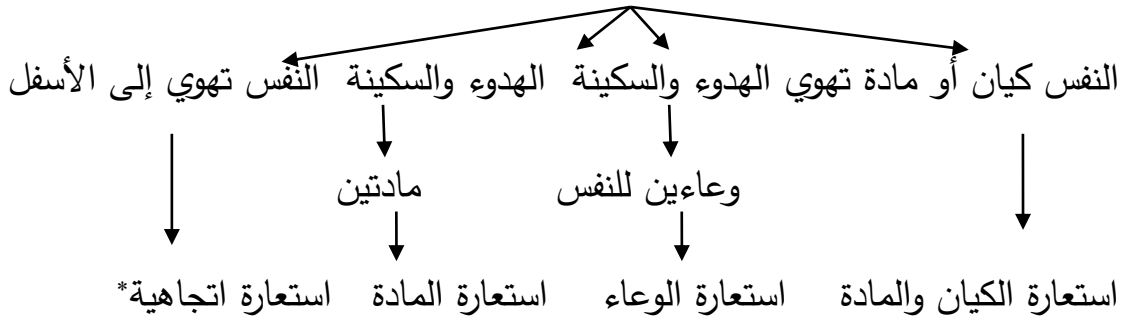 النفس كيان أو مادة تهوي الهدوء والسكينة الهدوء والسكينة النفس تهوي إلى الأسفل
وعاءين للنفس مادتين
استعارة الكيان والمادة استعارة الوعاء استعارة المادة استعارة اتجاهية*